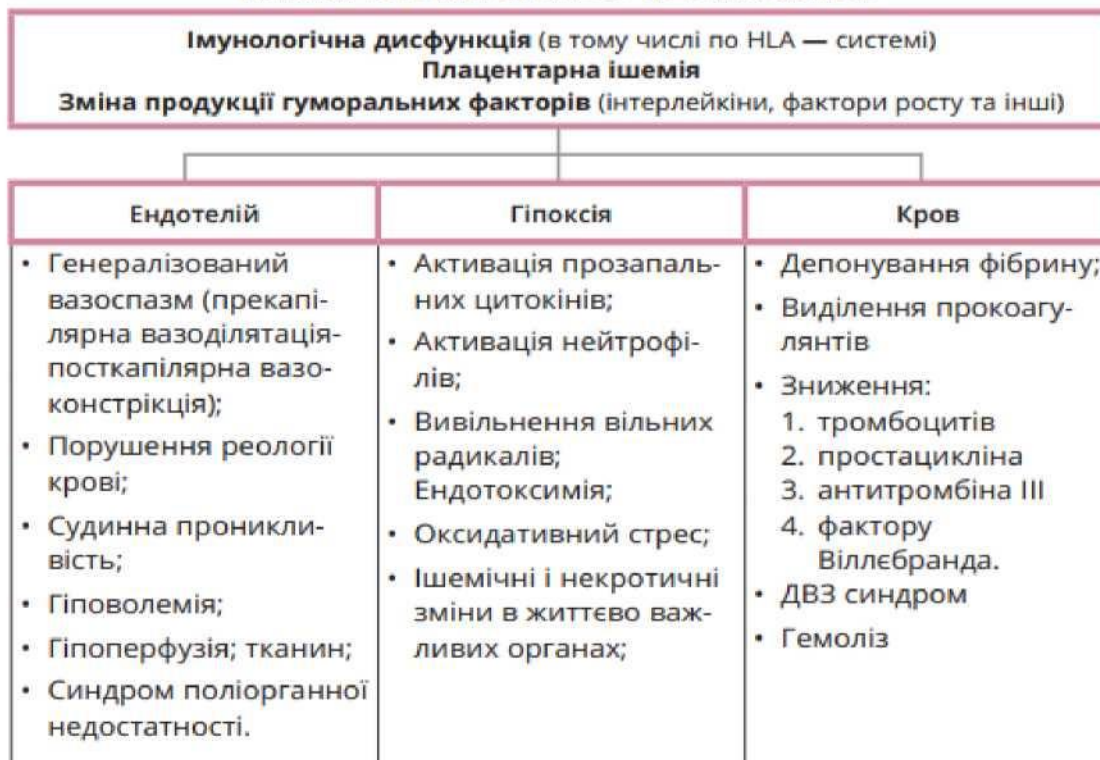 Імунологічна дисфункція (в тому числі по HLA — системі)
Плацентарна ішемія
Зміна продукції гуморальних факторів (інтерлейкіни, фактори росту та інші)
Ендотелій
• Генералізований
вазоспазм (прекапі-
лярна вазоділятація-
посткапілярна вазо-
констрікція);
• Порушення реології
крові;
• Судинна проникли-
вість;
• Гіповолемія;
• Гіпоперфузія; тканин;
• Синдром поліорганної
недостатності.
Гіпоксія
• Активація прозапаль-
них цитокінів;
• Активація нейтрофі-
лів;
• Вивільнення вільних
радикалів;
Ендотоксимія;
• Оксидативний стрес;
• Ішемічні і некротичні
зміни в життєво важ-
ливих органах;
Кров
• Депонування фібрину;
• Виділення прокоагу-
лянтів
• Зниження:
1. тромбоцитів
2. простацикліна
3. антитромбіна III
4. фактору
Віллєбранда.
• ДВЗ синдром
• Гемоліз